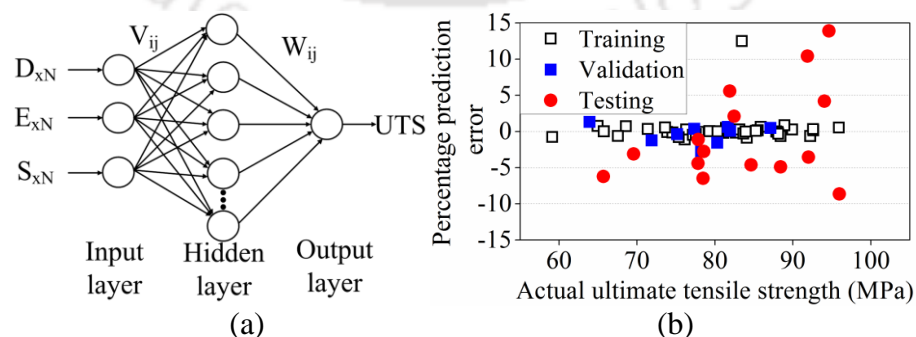 V_ij
W_ij
D_xN
E_xN
S_xN
UTS
Input layer
Hidden layer
Output layer
(a)
Percentage prediction error
15
10
5
0
-5
-10
-15
Training
Validation
Testing
60 70 80 90 100
Actual ultimate tensile strength (MPa)
(b)